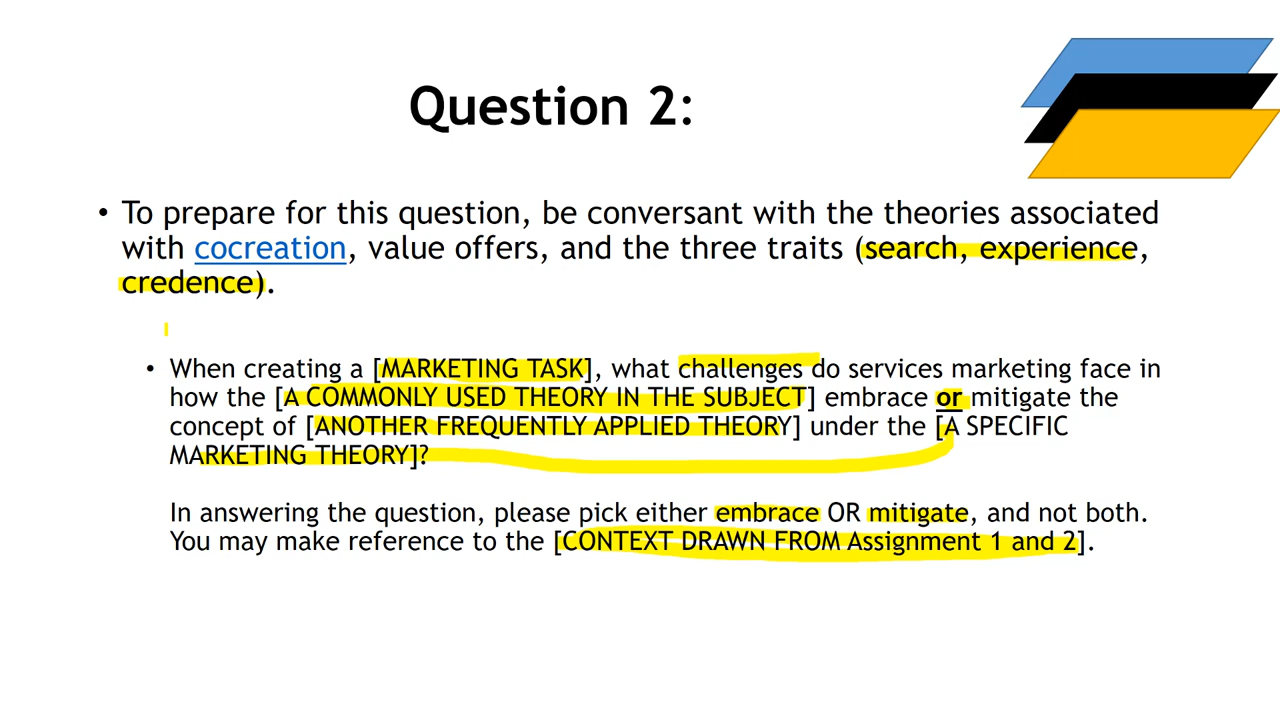 Question 2:
• To prepare for this question, be conversant with the theories associated
with cocreation, value offers, and the three traits (search, experience,
credence).
• When creating a [MARKETING TASK], what challenges do services marketing face in
how the [A COMMONLY USED THEORY IN THE SUBJECT] embrace or mitigate the
concept of [ANOTHER FREQUENTLY APPLIED THEORY] under the [A SPECIFIC
MARKETING THEORY]?
In answering the question, please pick either embrace OR mitigate, and not both.
You may make reference to the [CONTEXT DRAWN FROM Assignment 1 and 2].